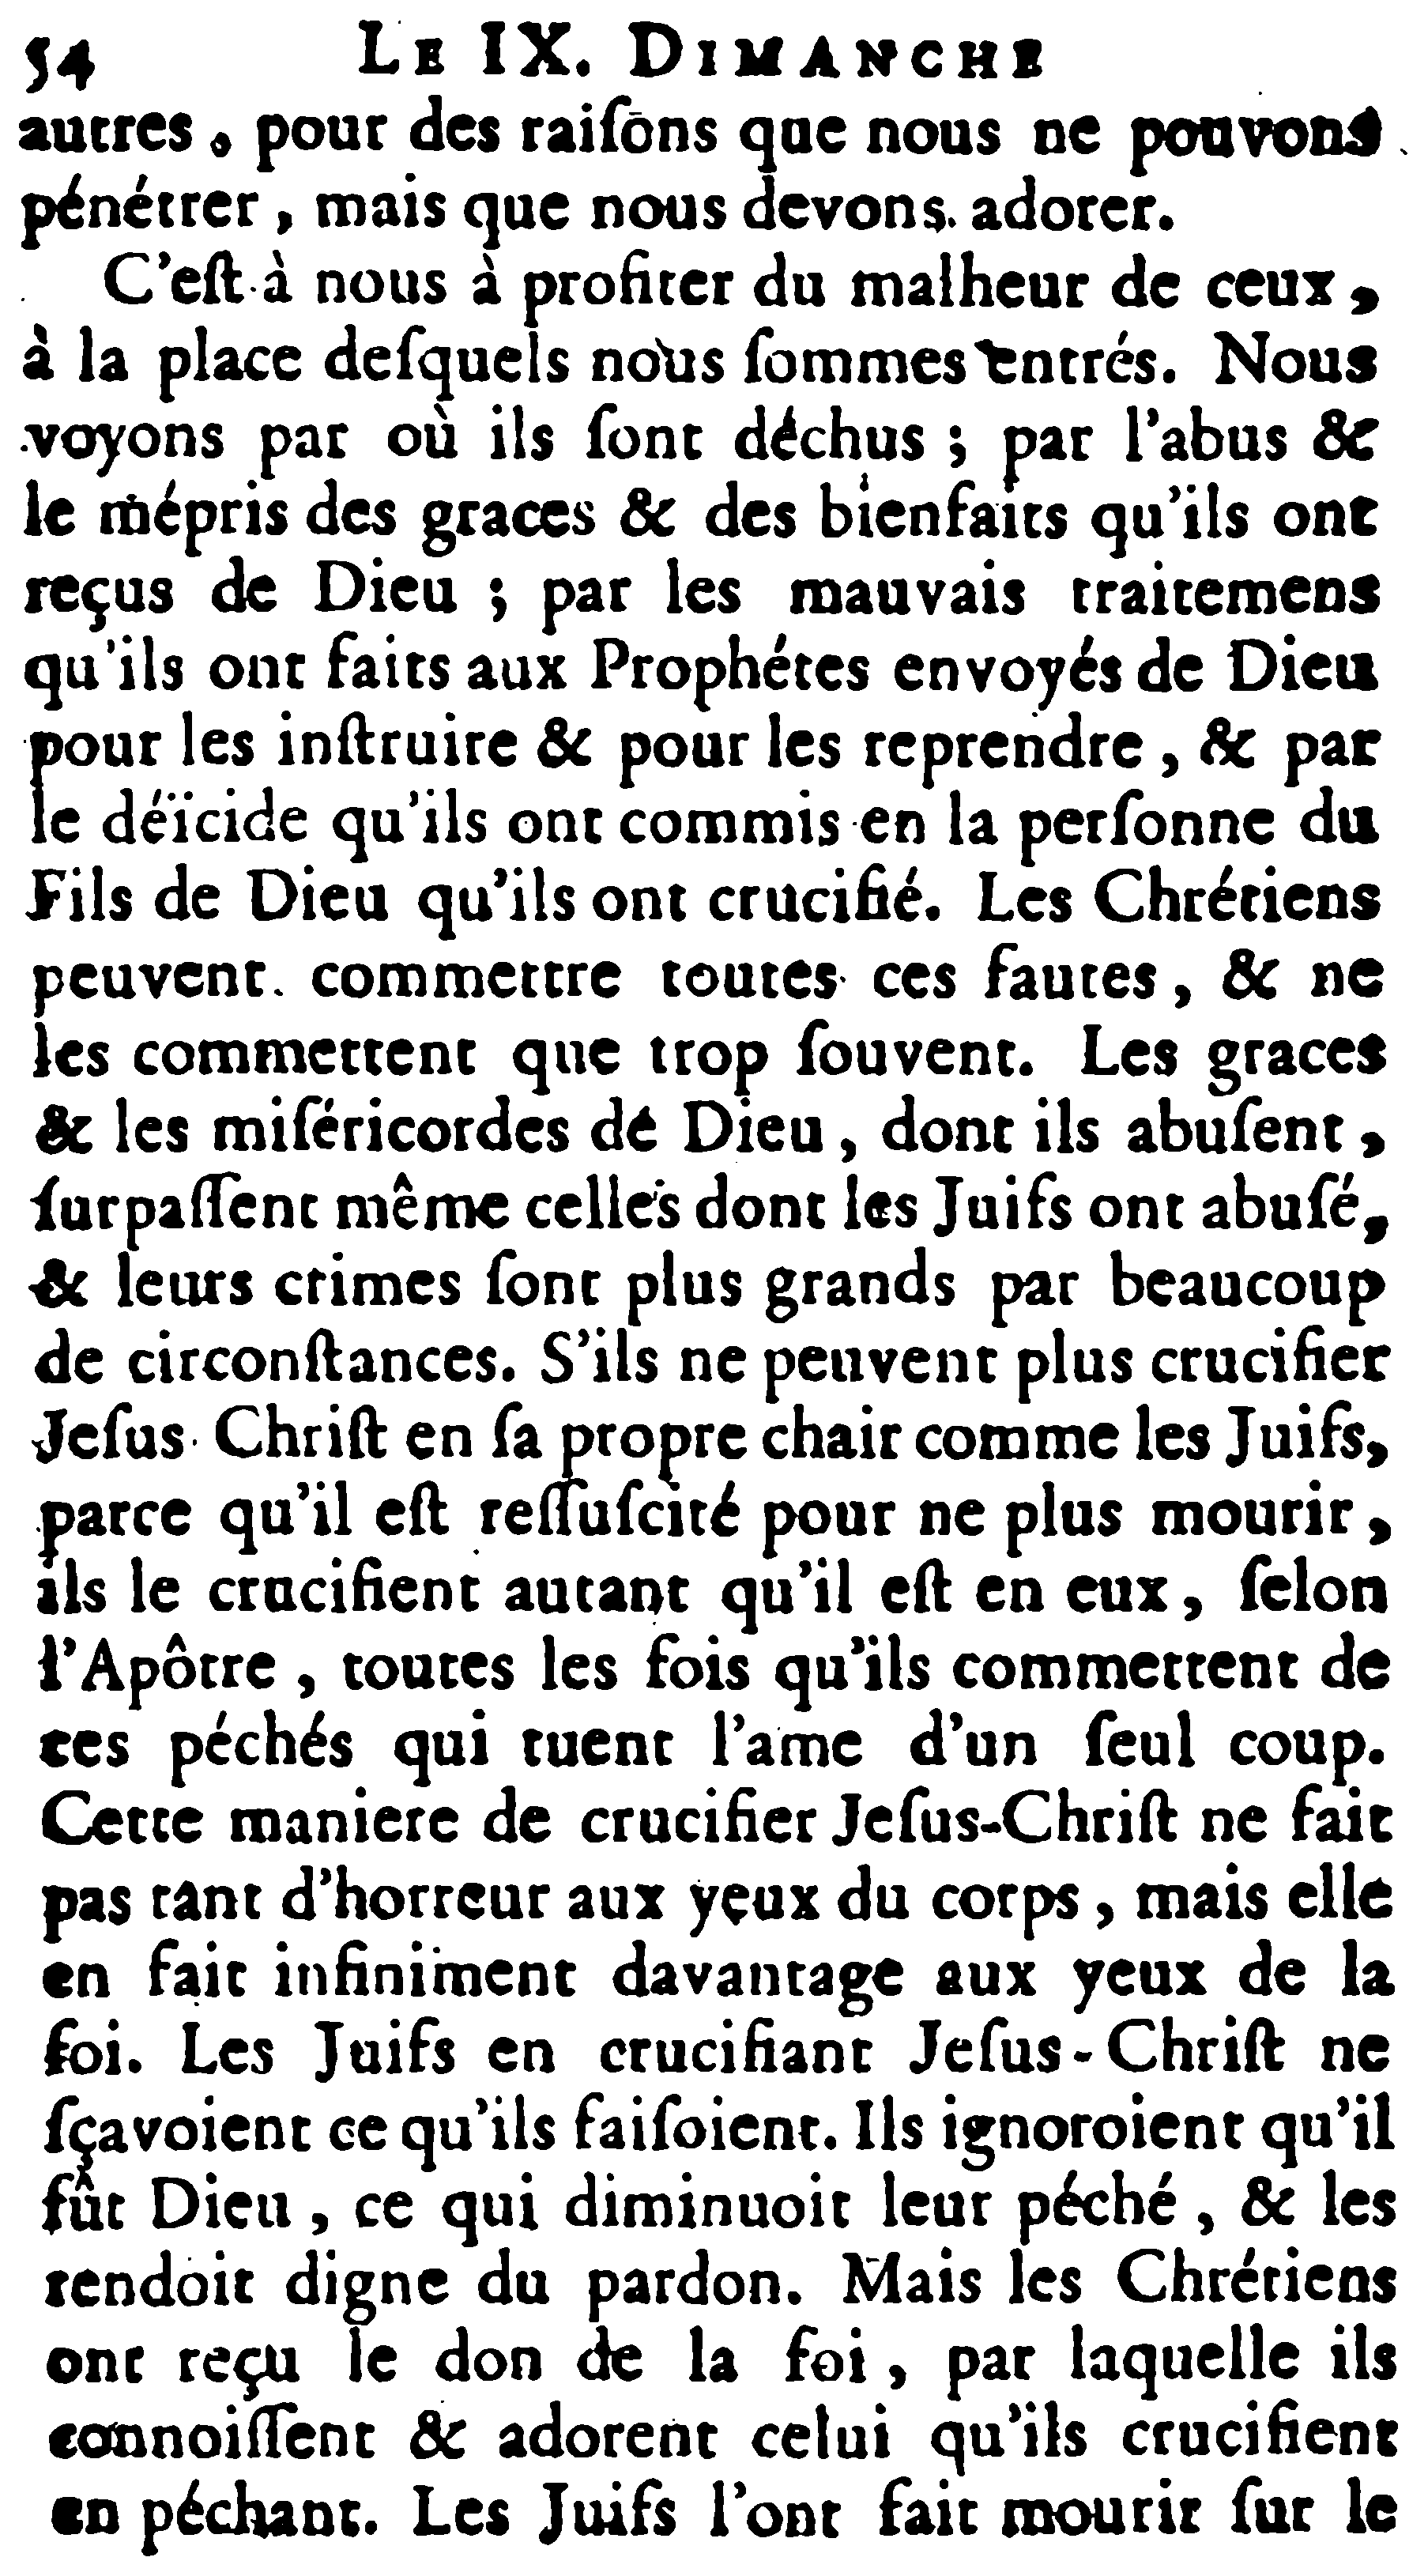 54 LE IX. DIMANCHE
autres, pour des raiſons que nous ne pouvons
pénétrer, mais que nous devons adorer.
C'eſt à nous à profiter du malheur de ceux,
à la place deſquels nous ſommes entrés. Nous
voyons par où ils ſont déchus ; par l'abus &
le mépris des graces & des bienfaits qu'ils ont
reçus de Dieu ; par les mauvais traitemens
qu'ils ont faits aux Prophétes envoyés de Dieu
pour les inſtruire & pour les reprendre, & par
le déïcide qu'ils ont commis en la perſonne du
Fils de Dieu qu'ils ont crucifié. Les Chrétiens
peuvent commettre toutes ces fautes, & ne
les commettent que trop ſouvent. Les graces
& les miſéricordes de Dieu, dont ils abuſent,
ſurpaſſent même celles dont les Juifs ont abuſé,
& leurs crimes ſont plus grands par beaucoup
de circonſtances. S'ils ne peuvent plus crucifier
Jeſus Chriſt en ſa propre chair comme les Juifs,
parce qu'il eſt reſſuſcité pour ne plus mourir,
ils le crucifient autant qu'il eſt en eux, ſelon
l'Apôtre, toutes les fois qu'ils commettent de
ces péchés qui tuent l'ame d'un ſeul coup.
Cette maniere de crucifier Jeſus-Chriſt ne fait
pas tant d'horreur aux yeux du corps, mais elle
en fait infiniment davantage aux yeux de la
foi. Les Juifs en crucifiant Jeſus-Chriſt ne
ſçavoient ce qu'ils faiſoient. Ils ignoroient qu'il
fût Dieu, ce qui diminuoit leur péché, & les
rendoit digne du pardon. Mais les Chrétiens
ont reçu le don de la foi, par laquelle ils
connoiſſent & adorent celui qu'ils crucifient
en péchant. Les Juifs l'ont fait mourir ſur le